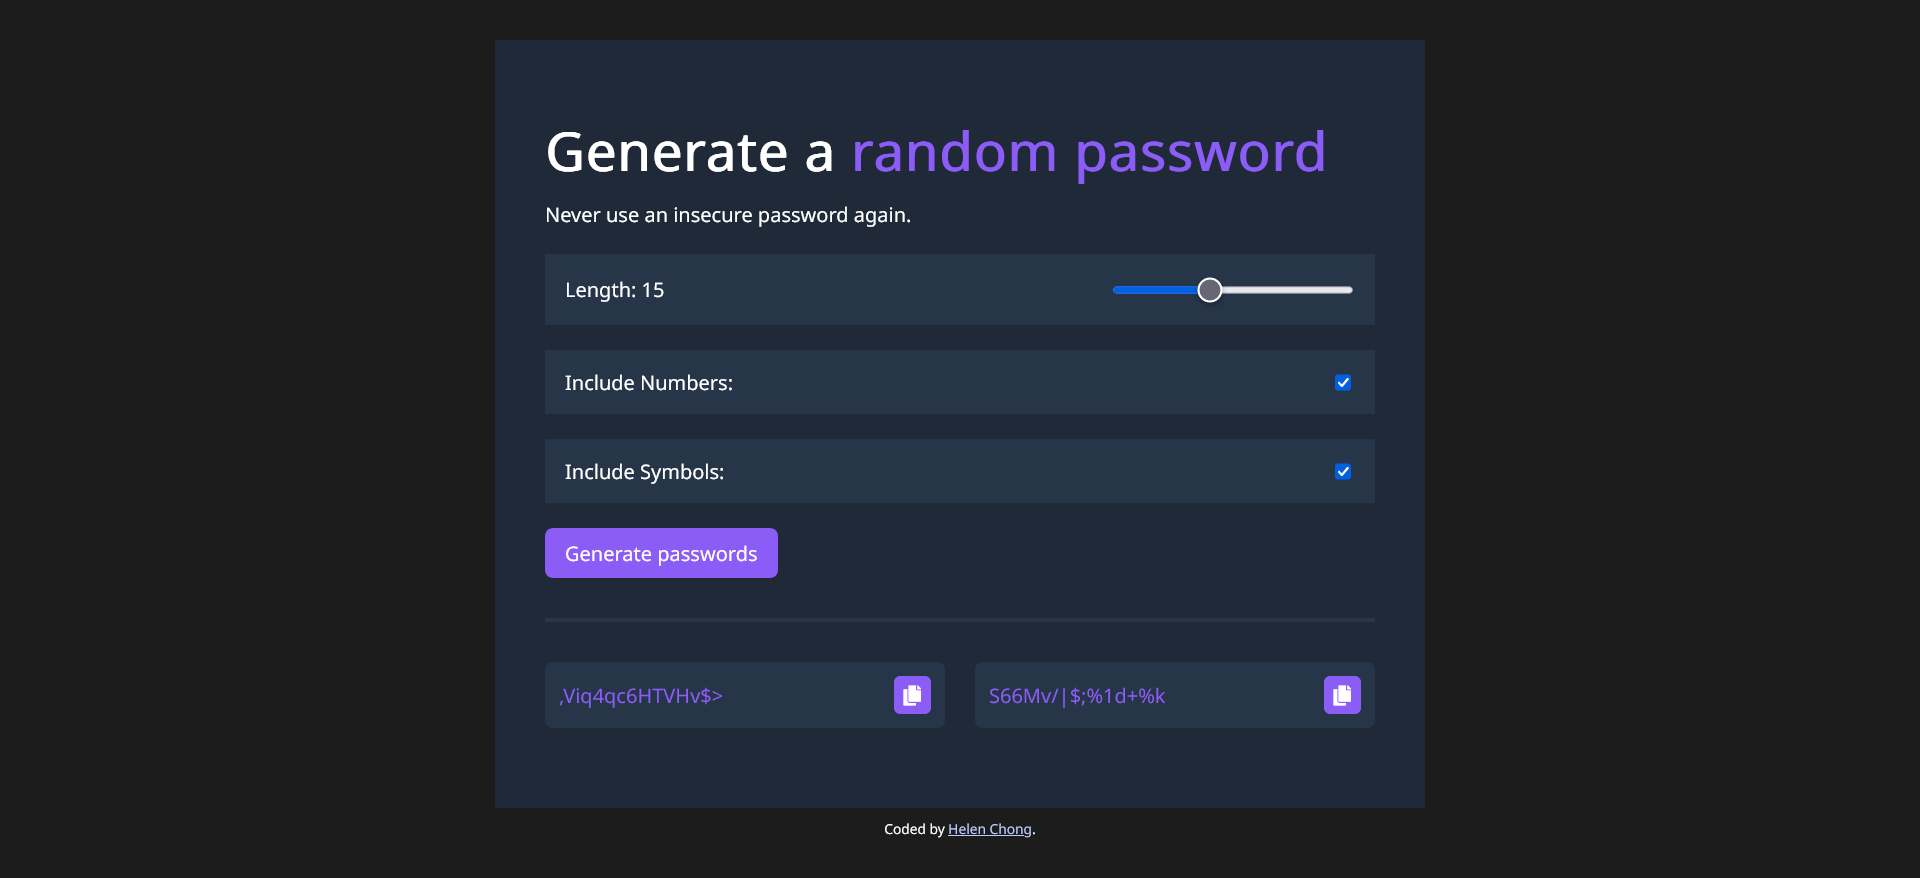 Generate a random password
Never use an insecure password again.
Length: 15
Include Numbers:
Include Symbols:
Generate passwords
,Viq4qc6HTVHv$>
S66Mv/|$;%1d+%k
Coded by Helen Chong.